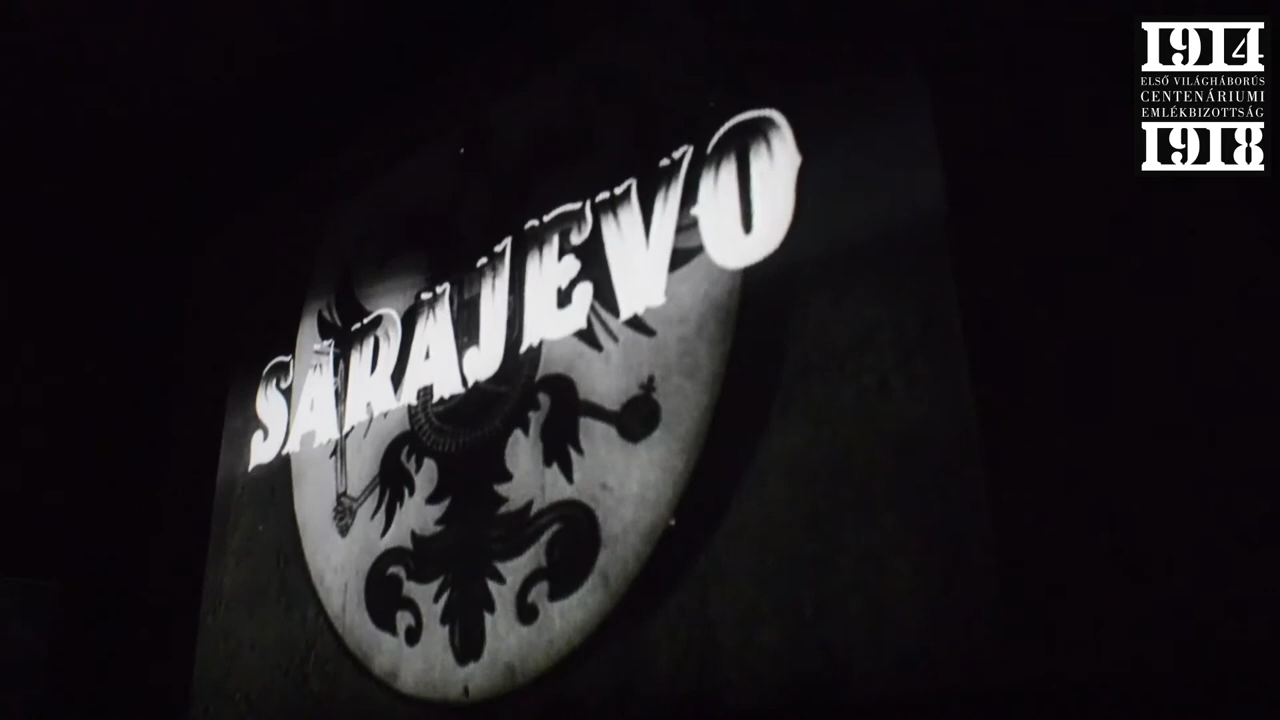 SARAJEVO
1914
ELSŐ VILÁGHÁBORÚS
CENTENÁRIUMI
EMLÉKBIZOTTSÁG
1918